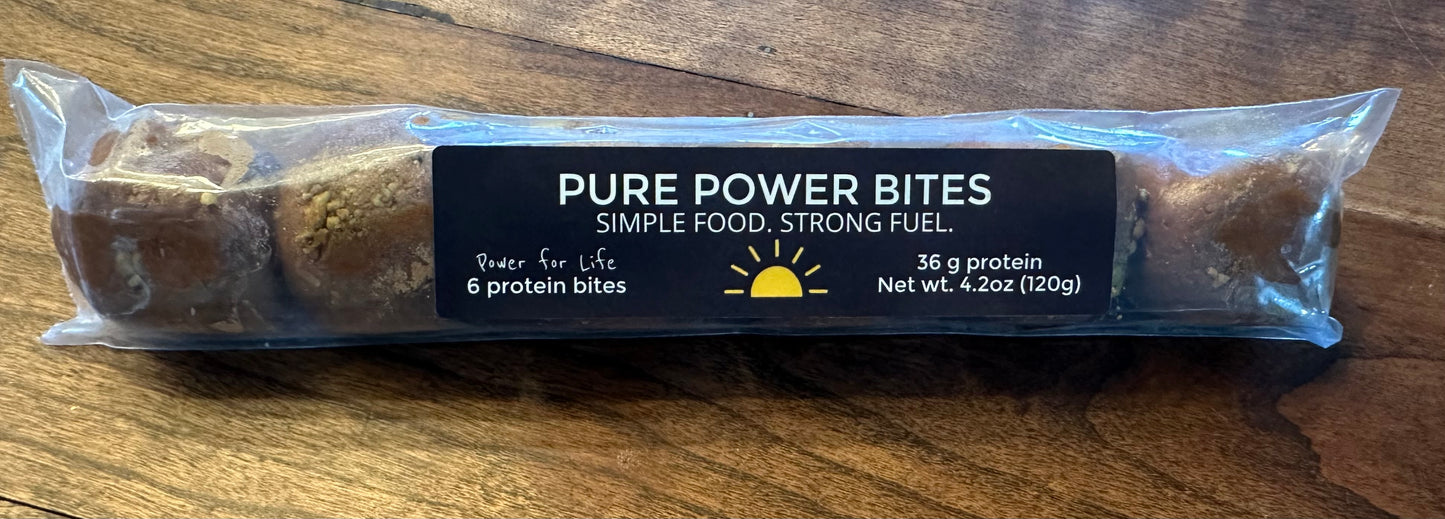 PURE POWER BITES
SIMPLE FOOD. STRONG FUEL.
Power for Life
6 protein bites
36 g protein
Net wt. 4.2oz (120g)